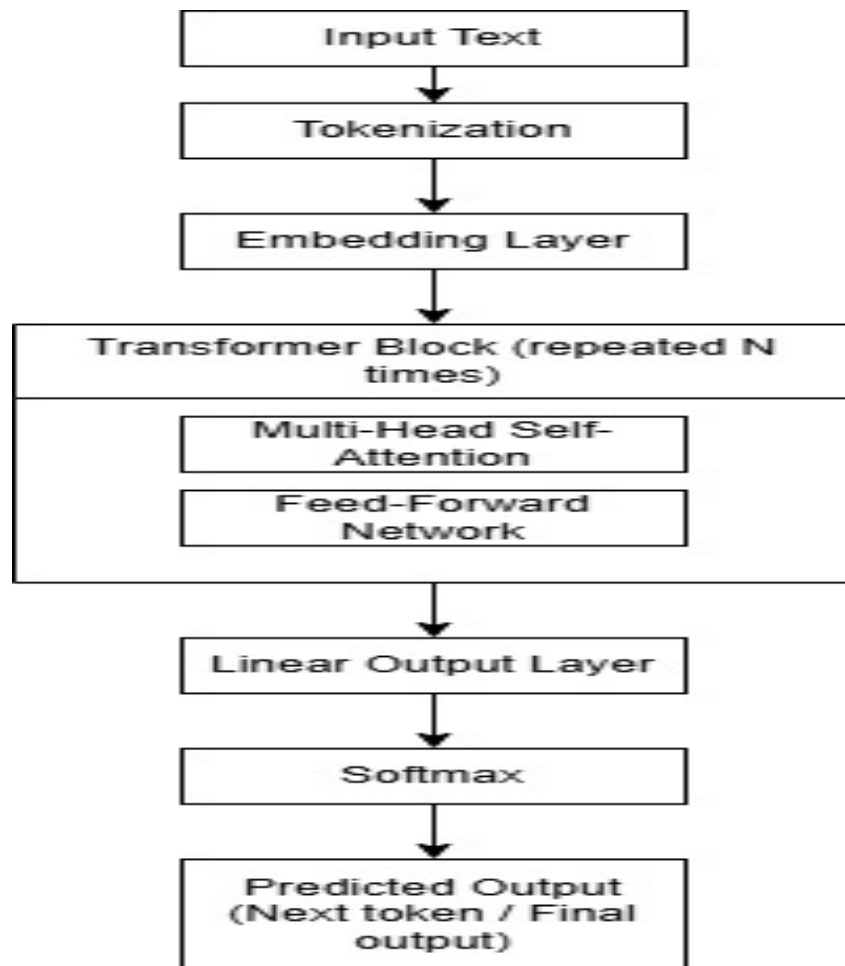 Input Text
Tokenization
Embedding Layer
Transformer Block (repeated N
times)
Multi-Head Self-
Attention
Feed-Forward
Network
Linear Output Layer
Softmax
Predicted Output
(Next token / Final
output)